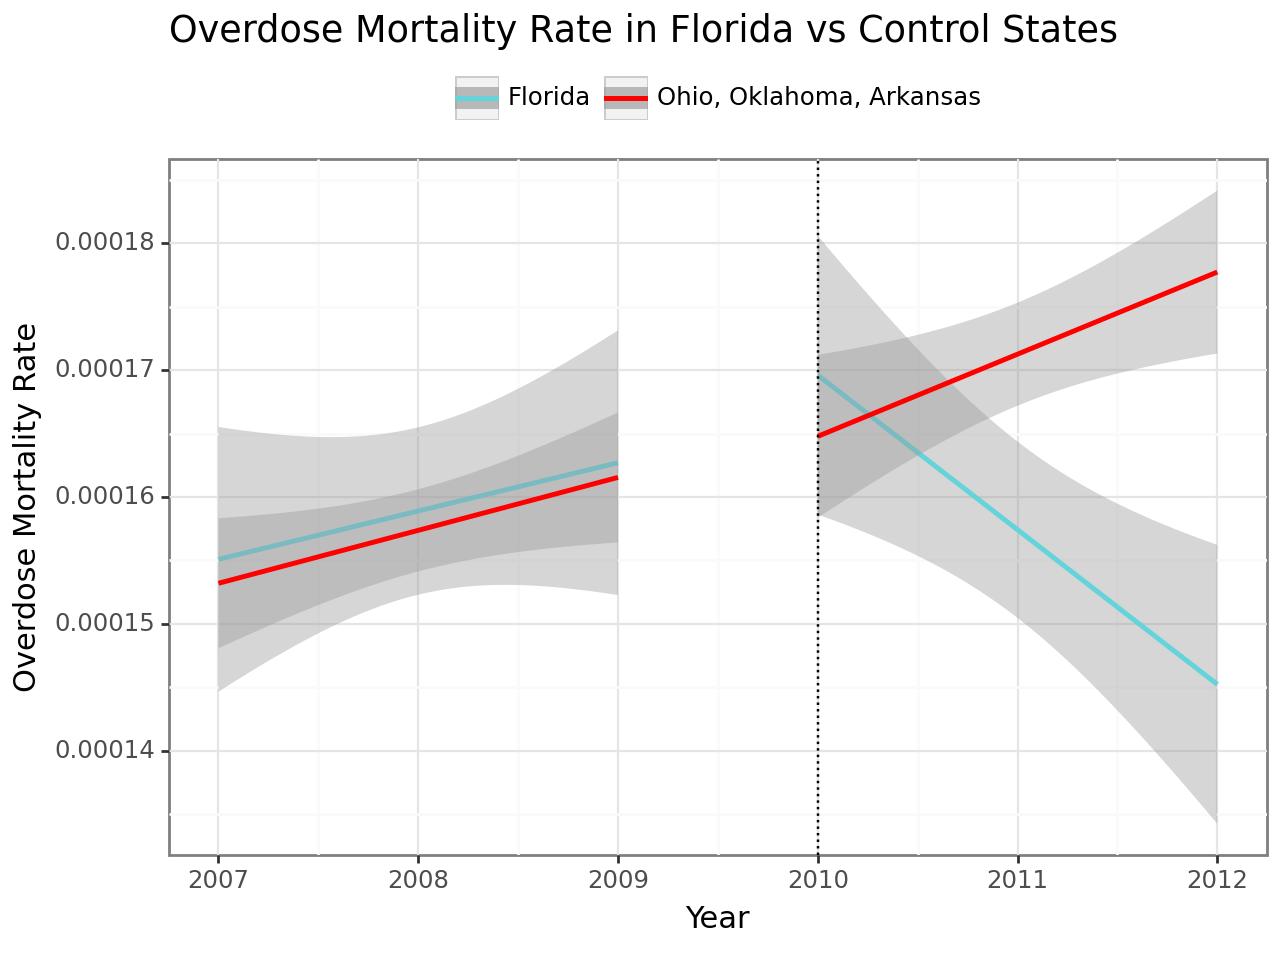 Overdose Mortality Rate in Florida vs Control States
Florida
Ohio, Oklahoma, Arkansas
Overdose Mortality Rate
0.00018
0.00017
0.00016
0.00015
0.00014
2007
2008
2009
2010
2011
2012
Year